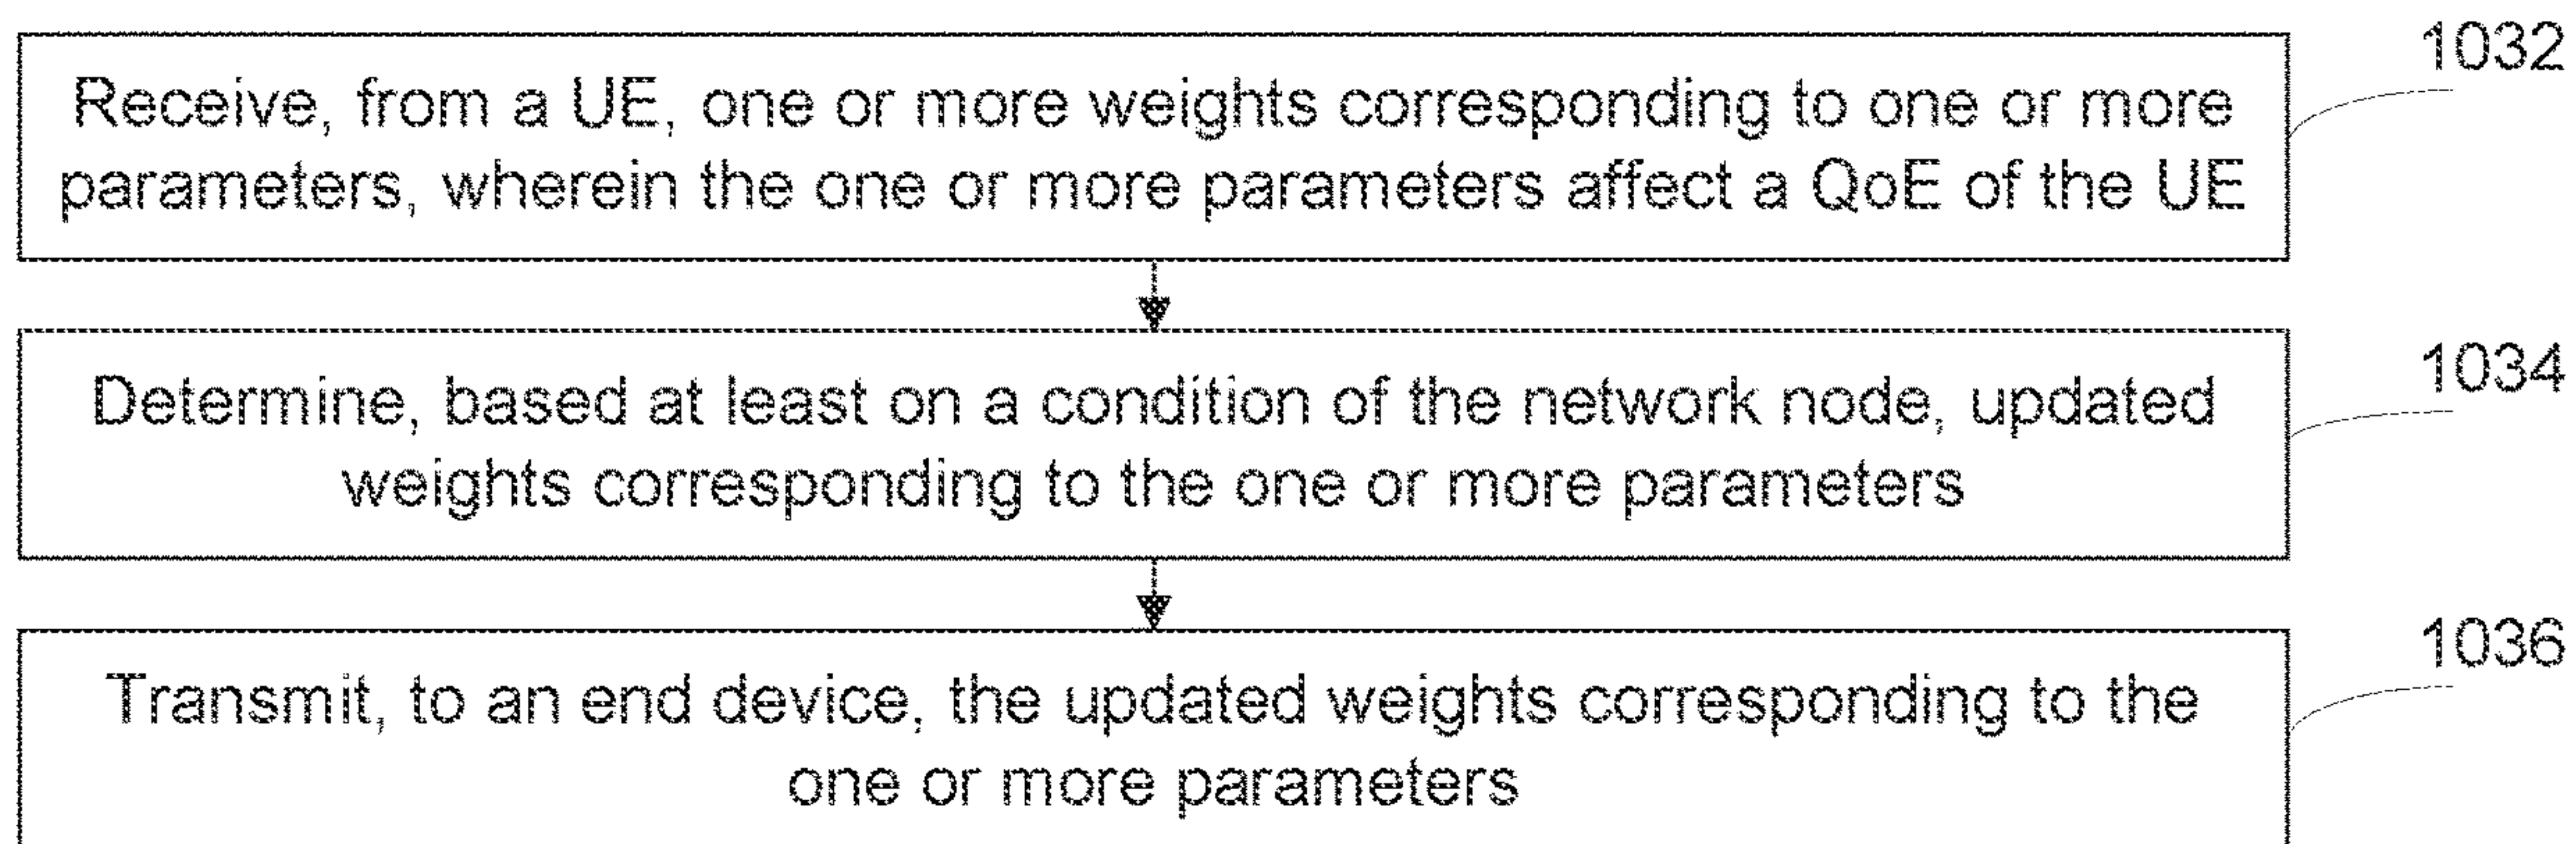 1032
Receive, from a UE, one or more weights corresponding to one or more
parameters, wherein the one or more parameters affect a QoE of the UE
1034
Determine, based at least on a condition of the network node, updated
weights corresponding to the one or more parameters
1036
Transmit, to an end device, the updated weights corresponding to the
one or more parameters